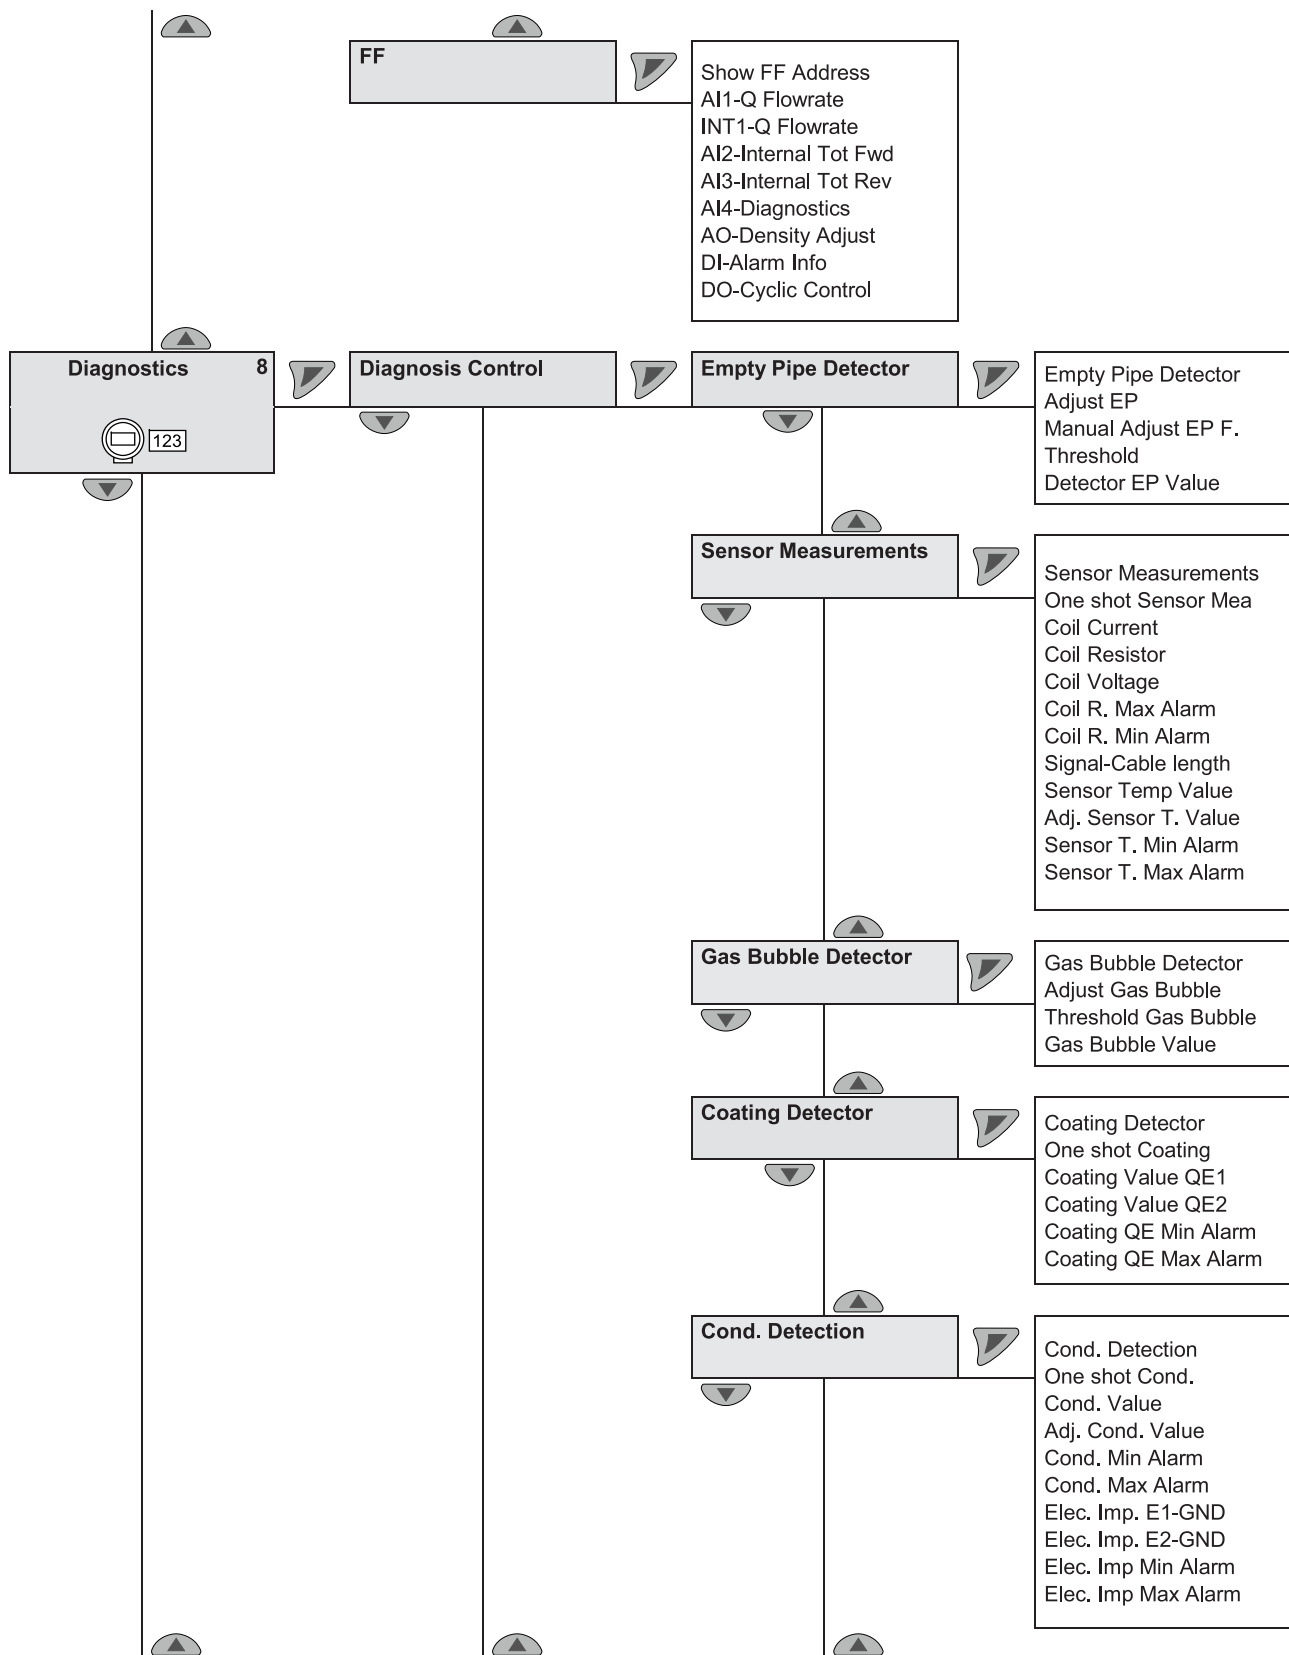 FF
Show FF Address
AI1-Q Flowrate
INT1-Q Flowrate
AI2-Internal Tot Fwd
AI3-Internal Tot Rev
AI4-Diagnostics
AO-Density Adjust
DI-Alarm Info
DO-Cyclic Control
Diagnostics 8
123
Diagnosis Control
Empty Pipe Detector
Empty Pipe Detector
Adjust EP
Manual Adjust EP F.
Threshold
Detector EP Value
Sensor Measurements
Sensor Measurements
One shot Sensor Mea
Coil Current
Coil Resistor
Coil Voltage
Coil R. Max Alarm
Coil R. Min Alarm
Signal-Cable length
Sensor Temp Value
Adj. Sensor T. Value
Sensor T. Min Alarm
Sensor T. Max Alarm
Gas Bubble Detector
Gas Bubble Detector
Adjust Gas Bubble
Threshold Gas Bubble
Gas Bubble Value
Coating Detector
Coating Detector
One shot Coating
Coating Value QE1
Coating Value QE2
Coating QE Min Alarm
Coating QE Max Alarm
Cond. Detection
Cond. Detection
One shot Cond.
Cond. Value
Adj. Cond. Value
Cond. Min Alarm
Cond. Max Alarm
Elec. Imp. E1-GND
Elec. Imp. E2-GND
Elec. Imp Min Alarm
Elec. Imp Max Alarm